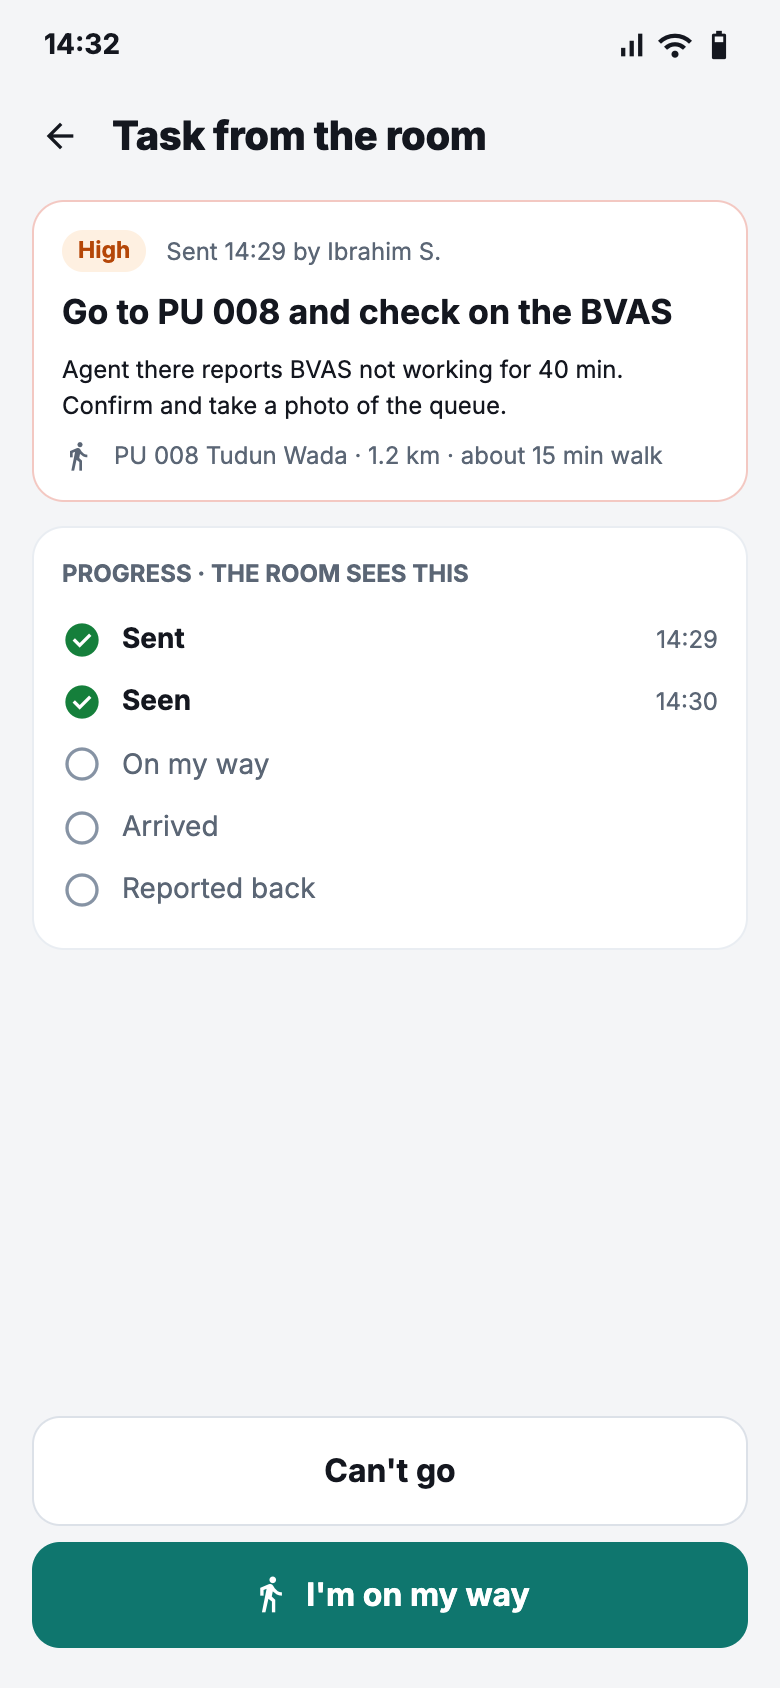 14:32
Task from the room
High
Sent 14:29 by Ibrahim S.
Go to PU 008 and check on the BVAS
Agent there reports BVAS not working for 40 min.
Confirm and take a photo of the queue.
PU 008 Tudun Wada · 1.2 km · about 15 min walk
PROGRESS · THE ROOM SEES THIS
Sent 14:29
Seen 14:30
On my way
Arrived
Reported back
Can't go
I'm on my way